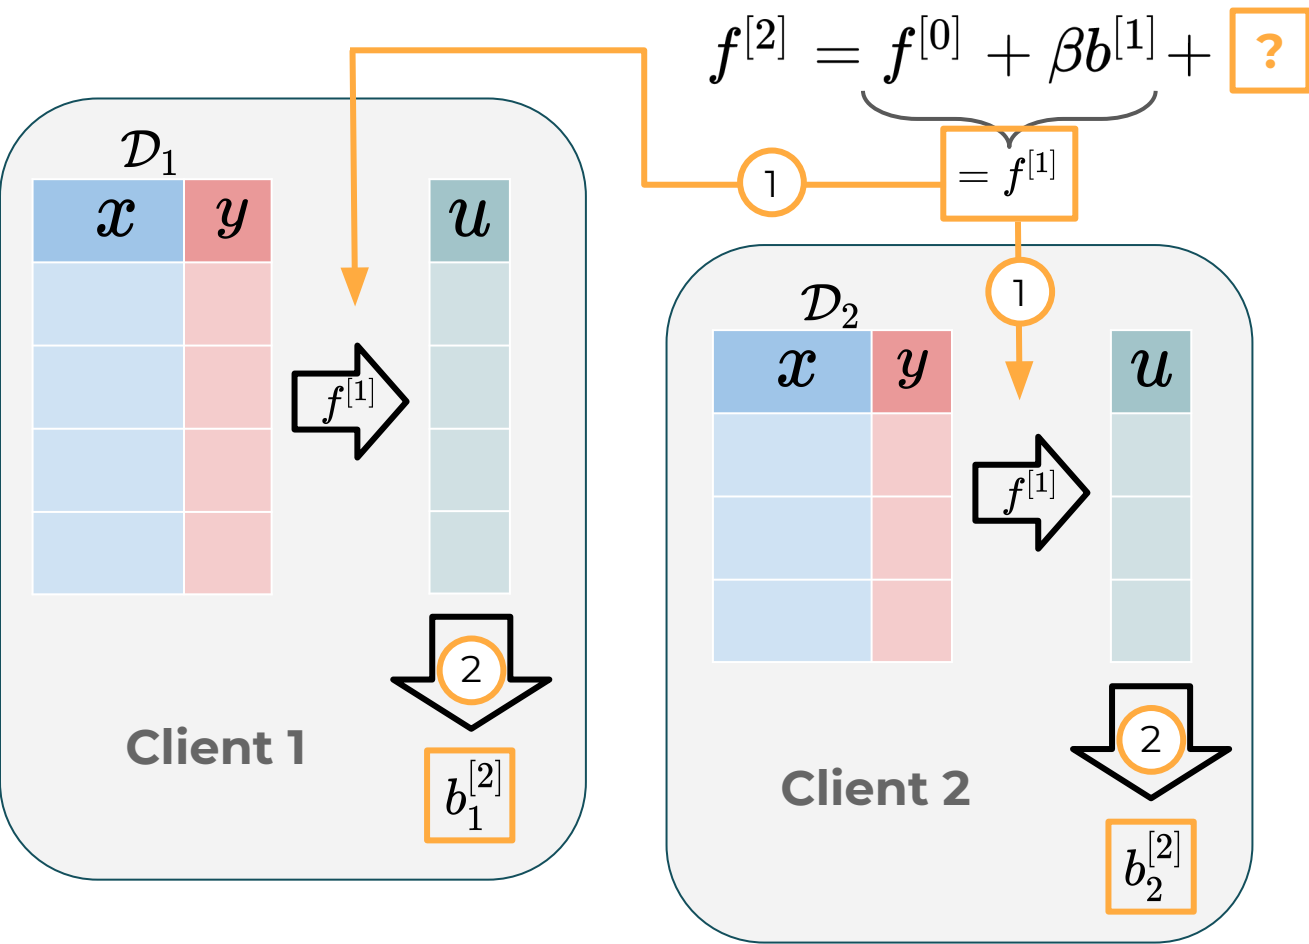 f^{[2]} = f^{[0]} + βb^{[1]} + ?
= f^{[1]}
1
1
𝒟_1
x y u
f^{[1]}
2
Client 1
b_1^{[2]}
𝒟_2
x y u
f^{[1]}
2
Client 2
b_2^{[2]}